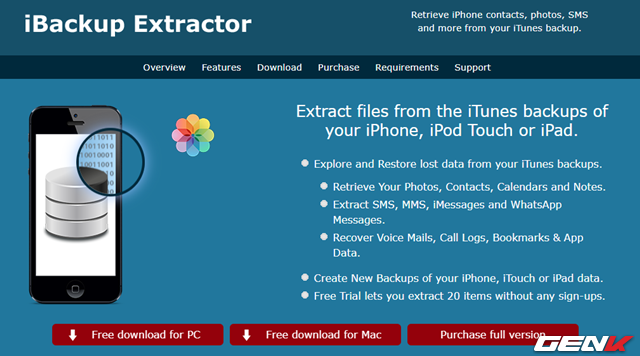 iBackup Extractor
Retrieve iPhone contacts, photos, SMS
and more from your iTunes backup.
Overview Features Download Purchase Requirements Support
Extract files from the iTunes backups of
your iPhone, iPod Touch or iPad.
Explore and Restore lost data from your iTunes backups.
Retrieve Your Photos, Contacts, Calendars and Notes.
Extract SMS, MMS, iMessages and WhatsApp
Messages.
Recover Voice Mails, Call Logs, Bookmarks & App
Data.
Create New Backups of your iPhone, iTouch or iPad data.
Free Trial lets you extract 20 items without any sign-ups.
Free download for PC
Free download for Mac
Purchase full version
GENK